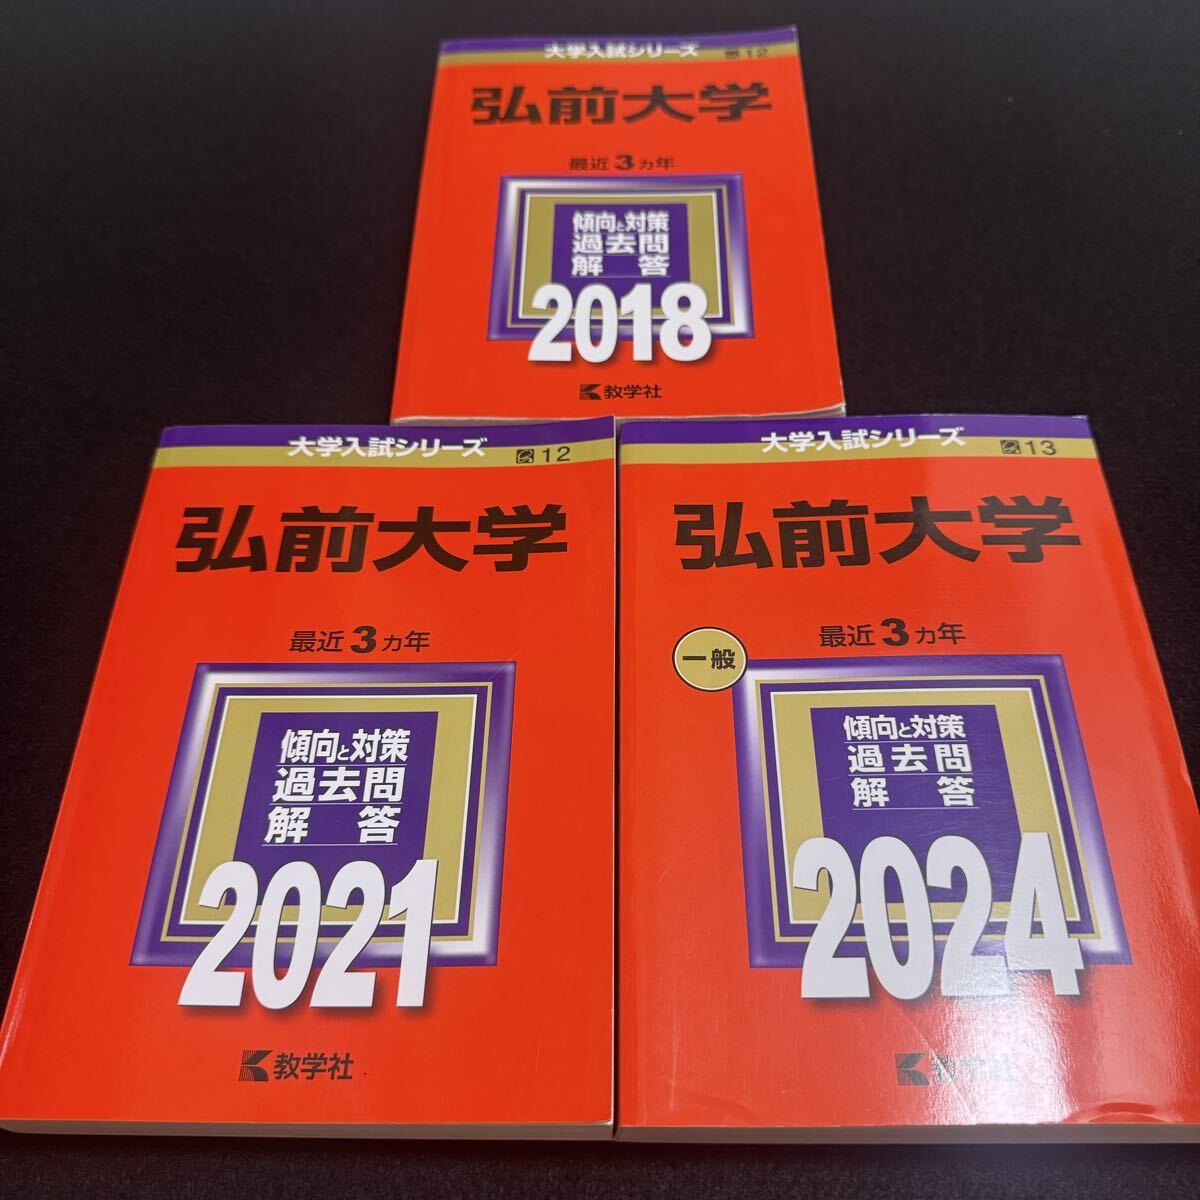 大学入試シリーズ
12
弘前大学
最近3カ年
傾向と対策
過去問
解答
2018
教学社
大学入試シリーズ
12
弘前大学
最近3カ年
傾向と対策
過去問
解答
2021
教学社
大学入試シリーズ
13
弘前大学
最近3カ年
一般
傾向と対策
過去問
解答
2024
教学社